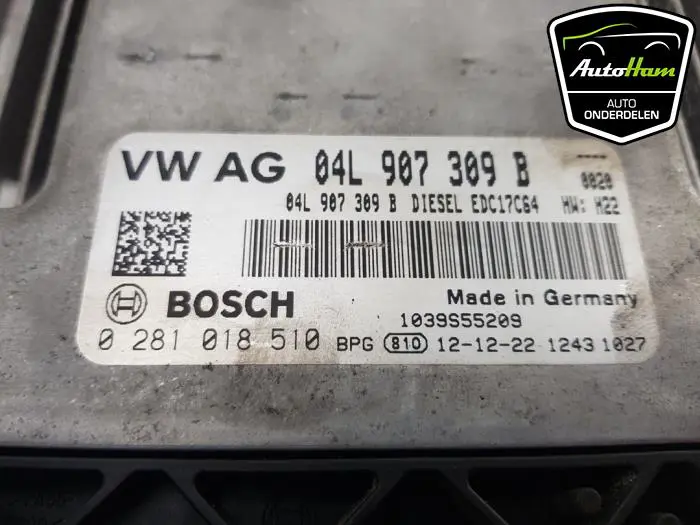 AutoHam
AUTO
ONDERDELEN
VW AG 04L 907 309 B ----
04L 907 309 B DIESEL EDC17C64 0020
HW: H22
BOSCH Made in Germany
1039S55209
0 281 018 510 BPG 810 12-12-22 1243 1027